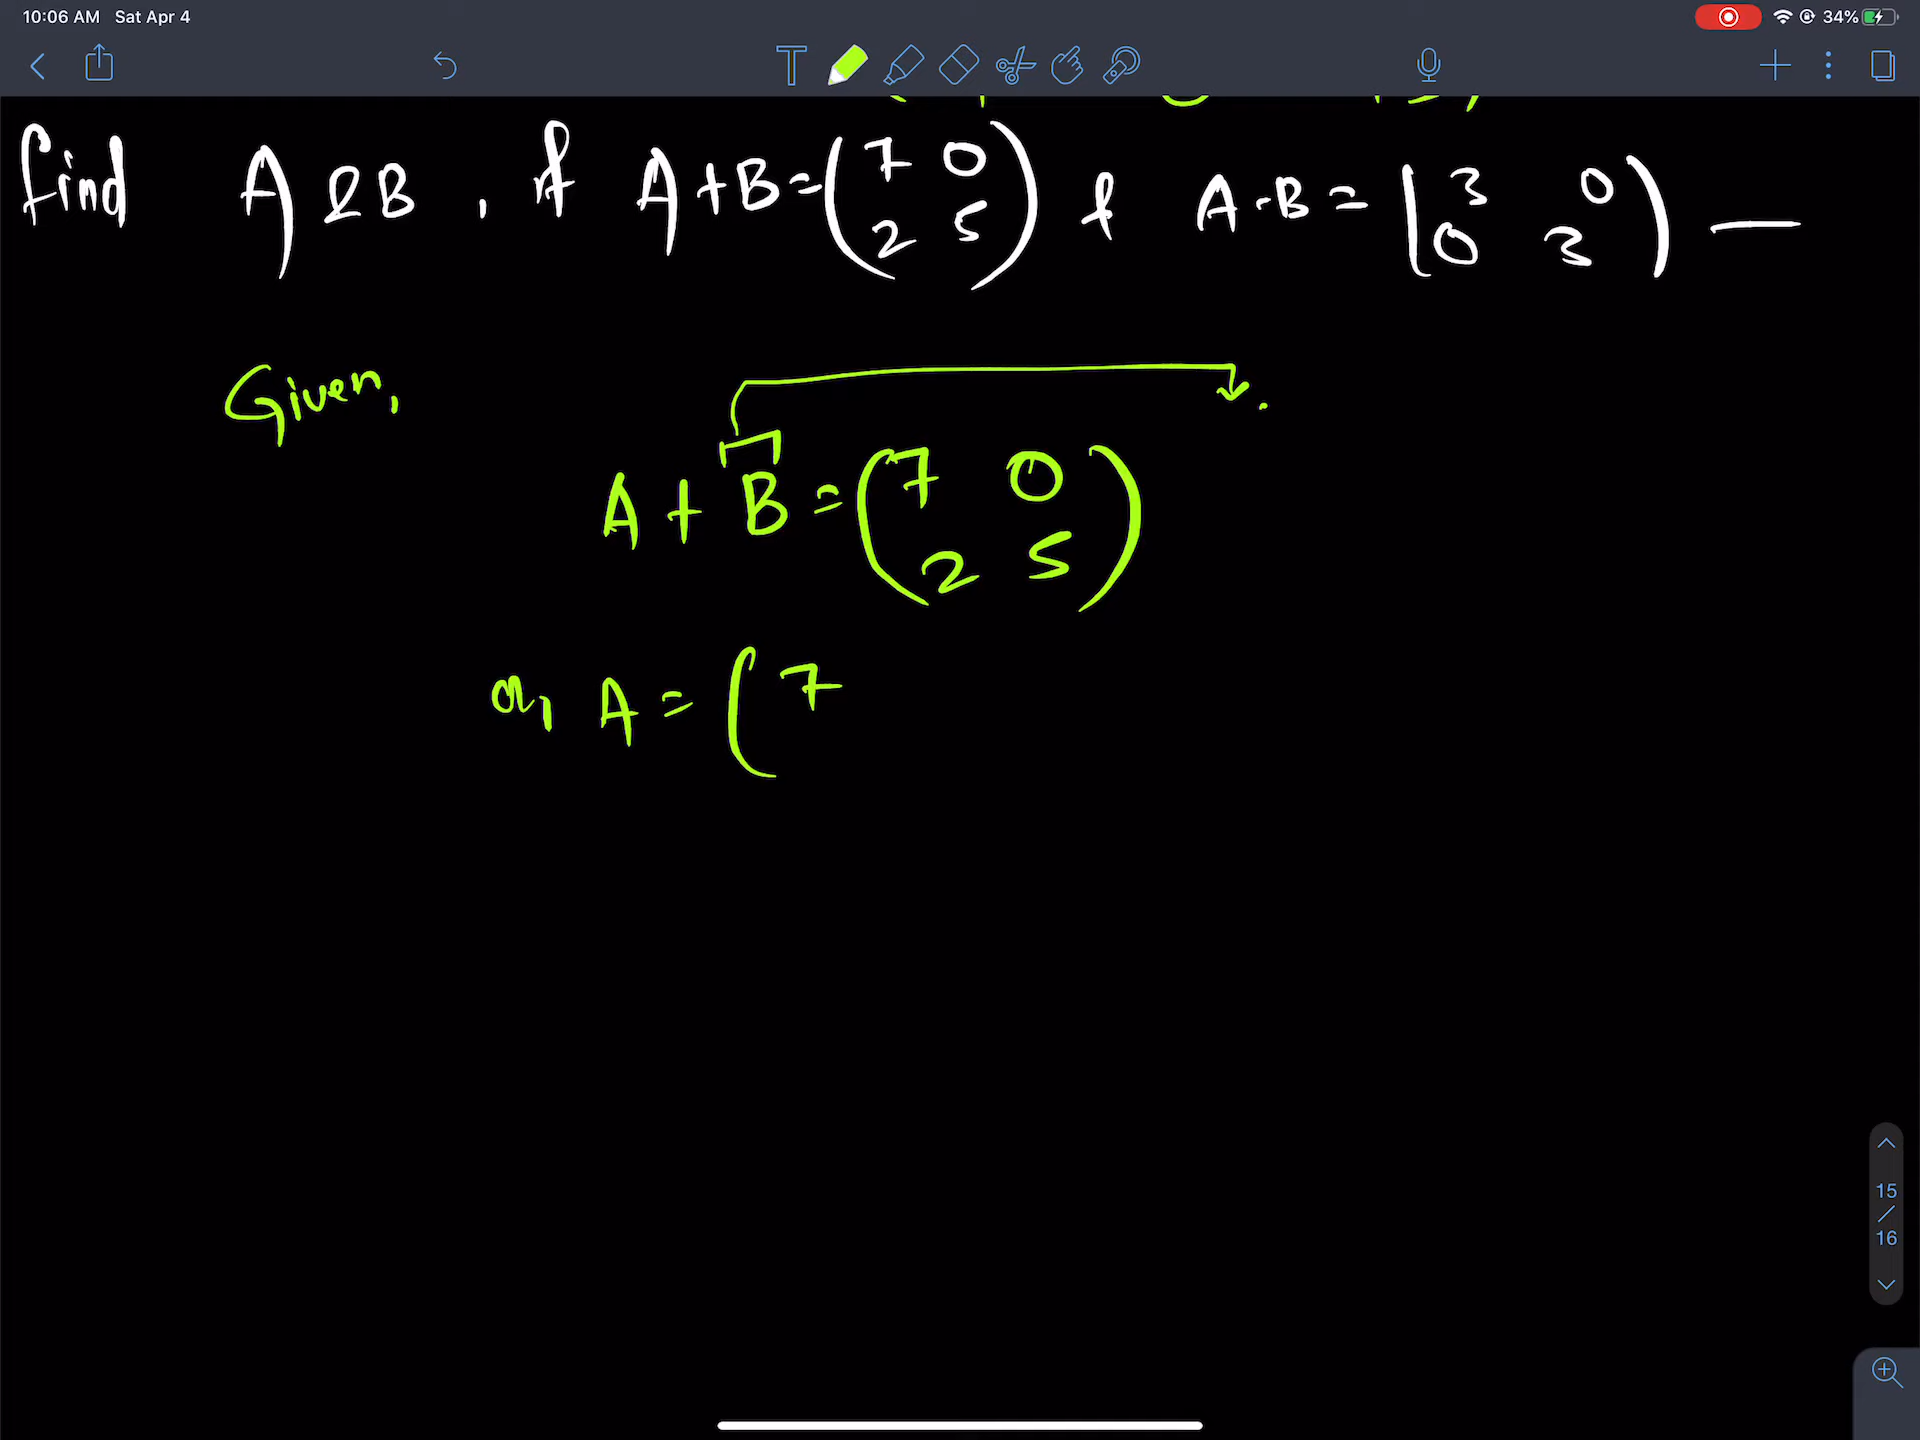 10:06 AM Sat Apr 4 34%
find A & B , if A+B=(7 0 2 5) & A-B=(3 0 0 3) —
Given,
A + B = (7 0 2 5)
or, A = (7
15
/
16